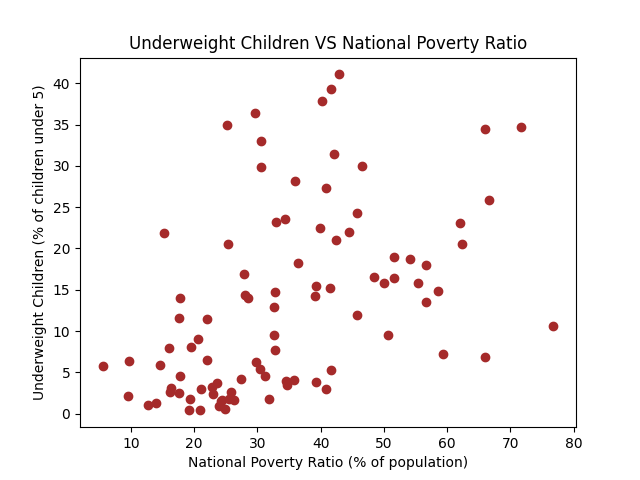 Underweight Children VS National Poverty Ratio
Underweight Children (% of children under 5)
40
35
30
25
20
15
10
5
0
10 20 30 40 50 60 70 80
National Poverty Ratio (% of population)